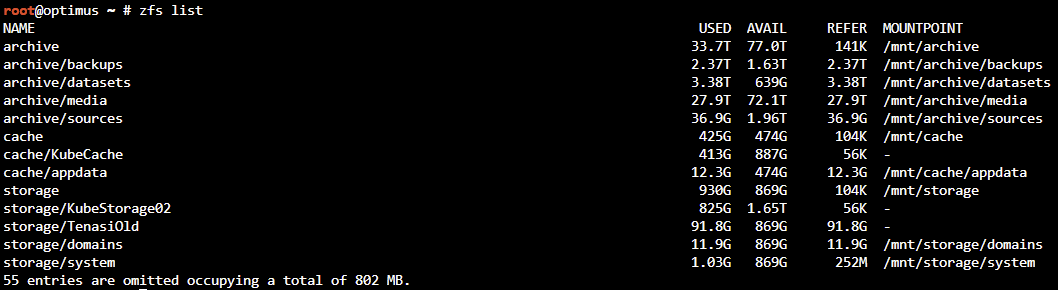 root@optimus ~ # zfs list
NAME USED AVAIL REFER MOUNTPOINT
archive 33.7T 77.0T 141K /mnt/archive
archive/backups 2.37T 1.63T 2.37T /mnt/archive/backups
archive/datasets 3.38T 639G 3.38T /mnt/archive/datasets
archive/media 27.9T 72.1T 27.9T /mnt/archive/media
archive/sources 36.9G 1.96T 36.9G /mnt/archive/sources
cache 425G 474G 104K /mnt/cache
cache/KubeCache 413G 887G 56K -
cache/appdata 12.3G 474G 12.3G /mnt/cache/appdata
storage 930G 869G 104K /mnt/storage
storage/KubeStorage02 825G 1.65T 56K -
storage/TenasiOld 91.8G 869G 91.8G -
storage/domains 11.9G 869G 11.9G /mnt/storage/domains
storage/system 1.03G 869G 252M /mnt/storage/system
55 entries are omitted occupying a total of 802 MB.